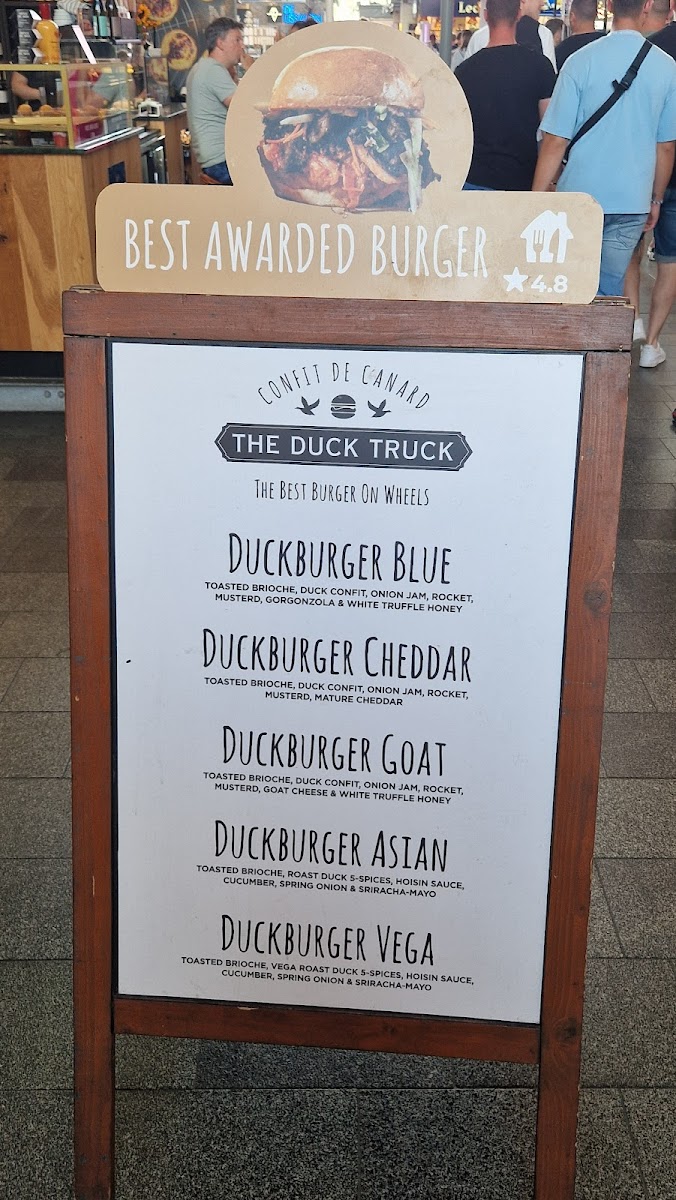 BEST AWARDED BURGER
4.8
CONFIT DE CANARD
THE DUCK TRUCK
THE BEST BURGER ON WHEELS
DUCKBURGER BLUE
TOASTED BRIOCHE, DUCK CONFIT, ONION JAM, ROCKET,
MUSTERD, GORGONZOLA & WHITE TRUFFLE HONEY
DUCKBURGER CHEDDAR
TOASTED BRIOCHE, DUCK CONFIT, ONION JAM, ROCKET,
MUSTERD, MATURE CHEDDAR
DUCKBURGER GOAT
TOASTED BRIOCHE, DUCK CONFIT, ONION JAM, ROCKET,
MUSTERD, GOAT CHEESE & WHITE TRUFFLE HONEY
DUCKBURGER ASIAN
TOASTED BRIOCHE, ROAST DUCK 5-SPICES, HOISIN SAUCE,
CUCUMBER, SPRING ONION & SRIRACHA-MAYO
DUCKBURGER VEGA
TOASTED BRIOCHE, VEGA ROAST DUCK 5-SPICES, HOISIN SAUCE,
CUCUMBER, SPRING ONION & SRIRACHA-MAYO